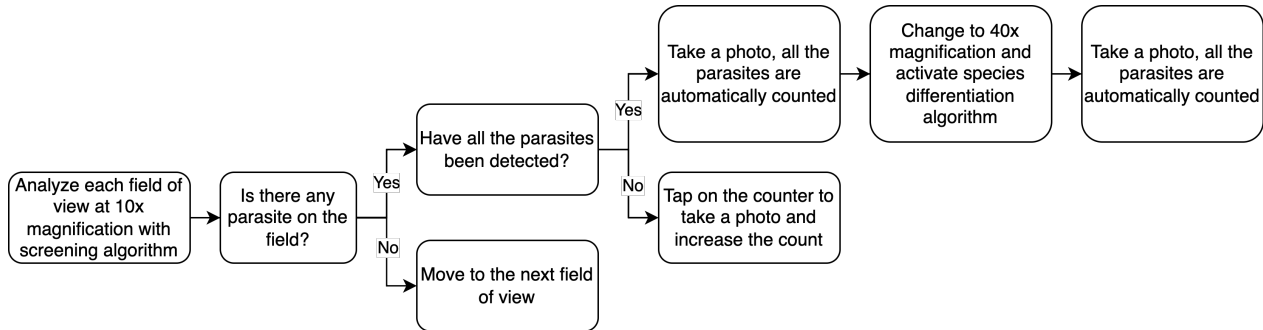 Analyze each field of
view at 10x
magnification with
screening algorithm
Is there any
parasite on the
field?
Yes
No
Have all the parasites
been detected?
Move to the next field
of view
Yes
No
Take a photo, all the
parasites are
automatically counted
Tap on the counter to
take a photo and
increase the count
Change to 40x
magnification and
activate species
differentiation
algorithm
Take a photo, all the
parasites are
automatically counted